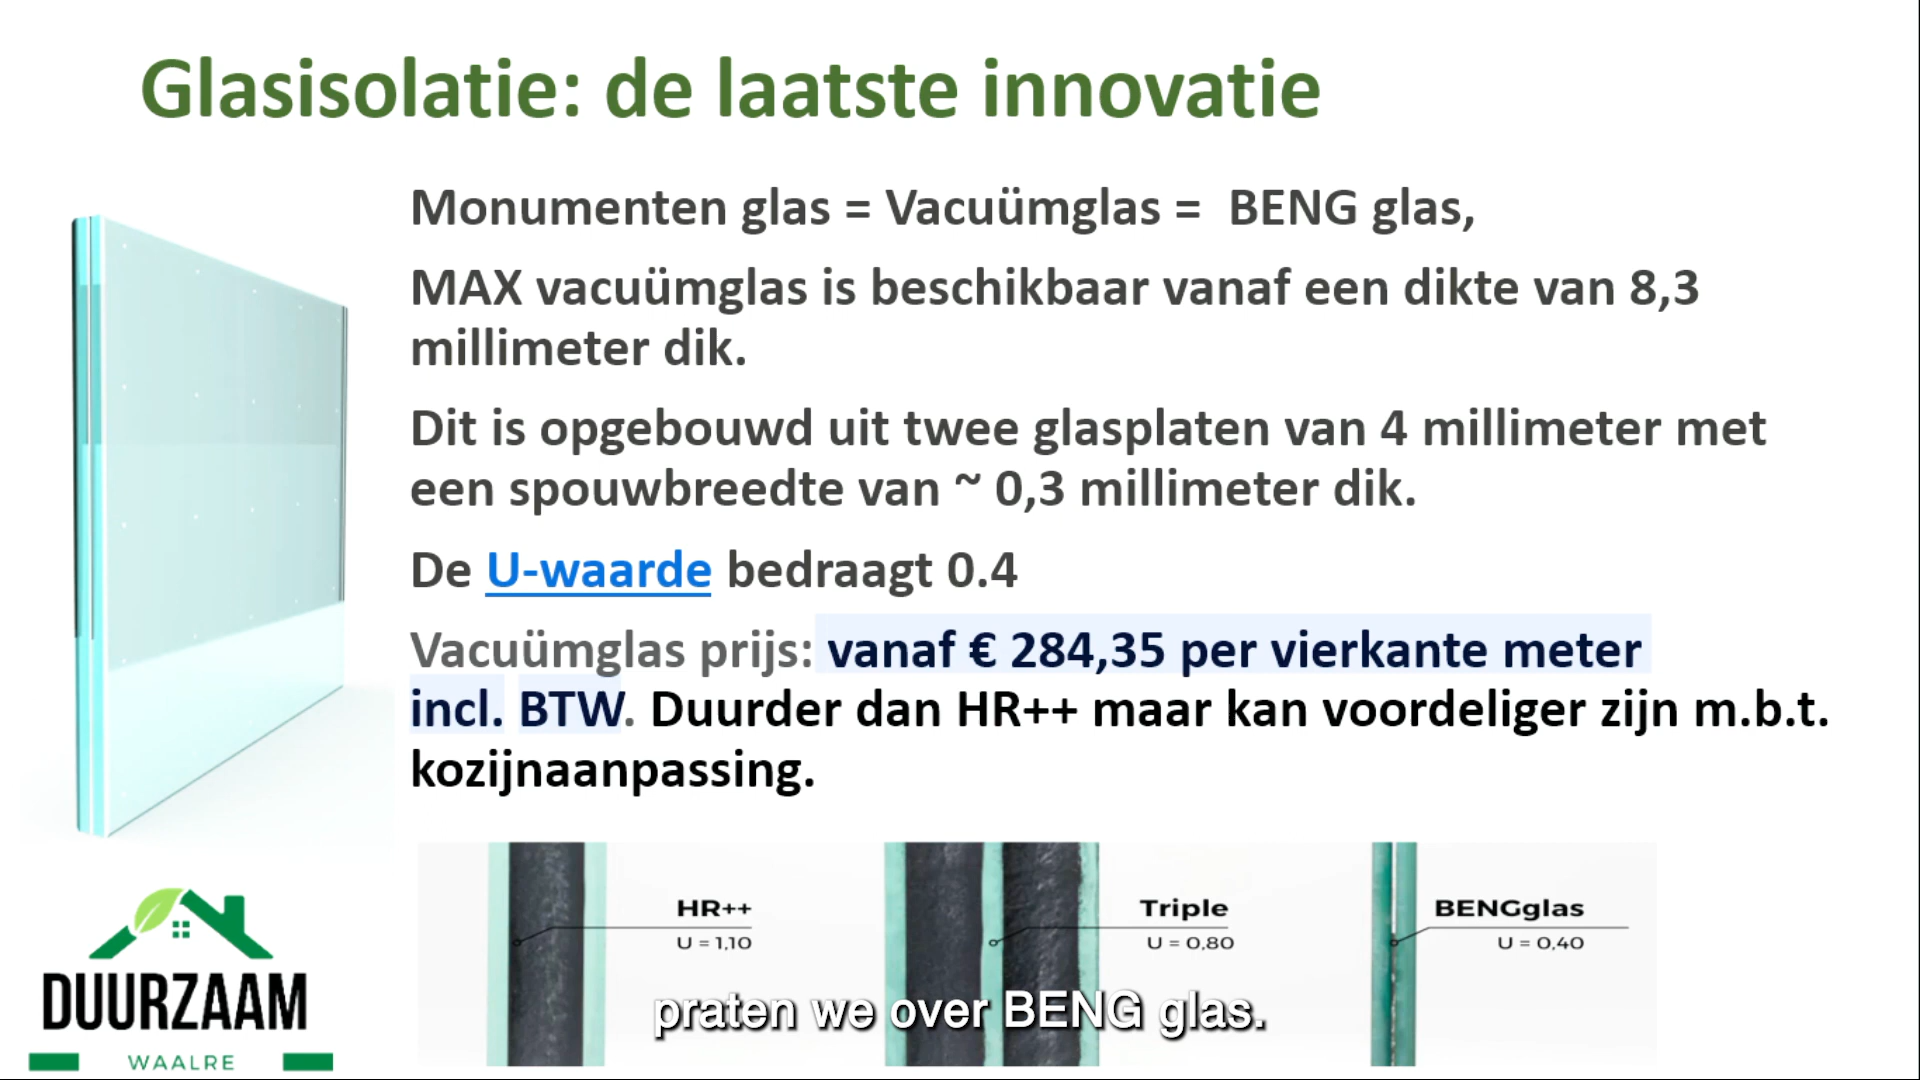 Glasisolatie: de laatste innovatie
Monumenten glas = Vacuümglas =  BENG glas,
MAX vacuümglas is beschikbaar vanaf een dikte van 8,3
millimeter dik.
Dit is opgebouwd uit twee glasplaten van 4 millimeter met
een spouwbreedte van ~ 0,3 millimeter dik.
De U-waarde bedraagt 0.4
Vacuümglas prijs: vanaf € 284,35 per vierkante meter
incl. BTW. Duurder dan HR++ maar kan voordeliger zijn m.b.t.
kozijnaanpassing.
HR++
U = 1,10
Triple
U = 0,80
BENGglas
U = 0,40
praten we over BENG glas.
DUURZAAM
WAALRE